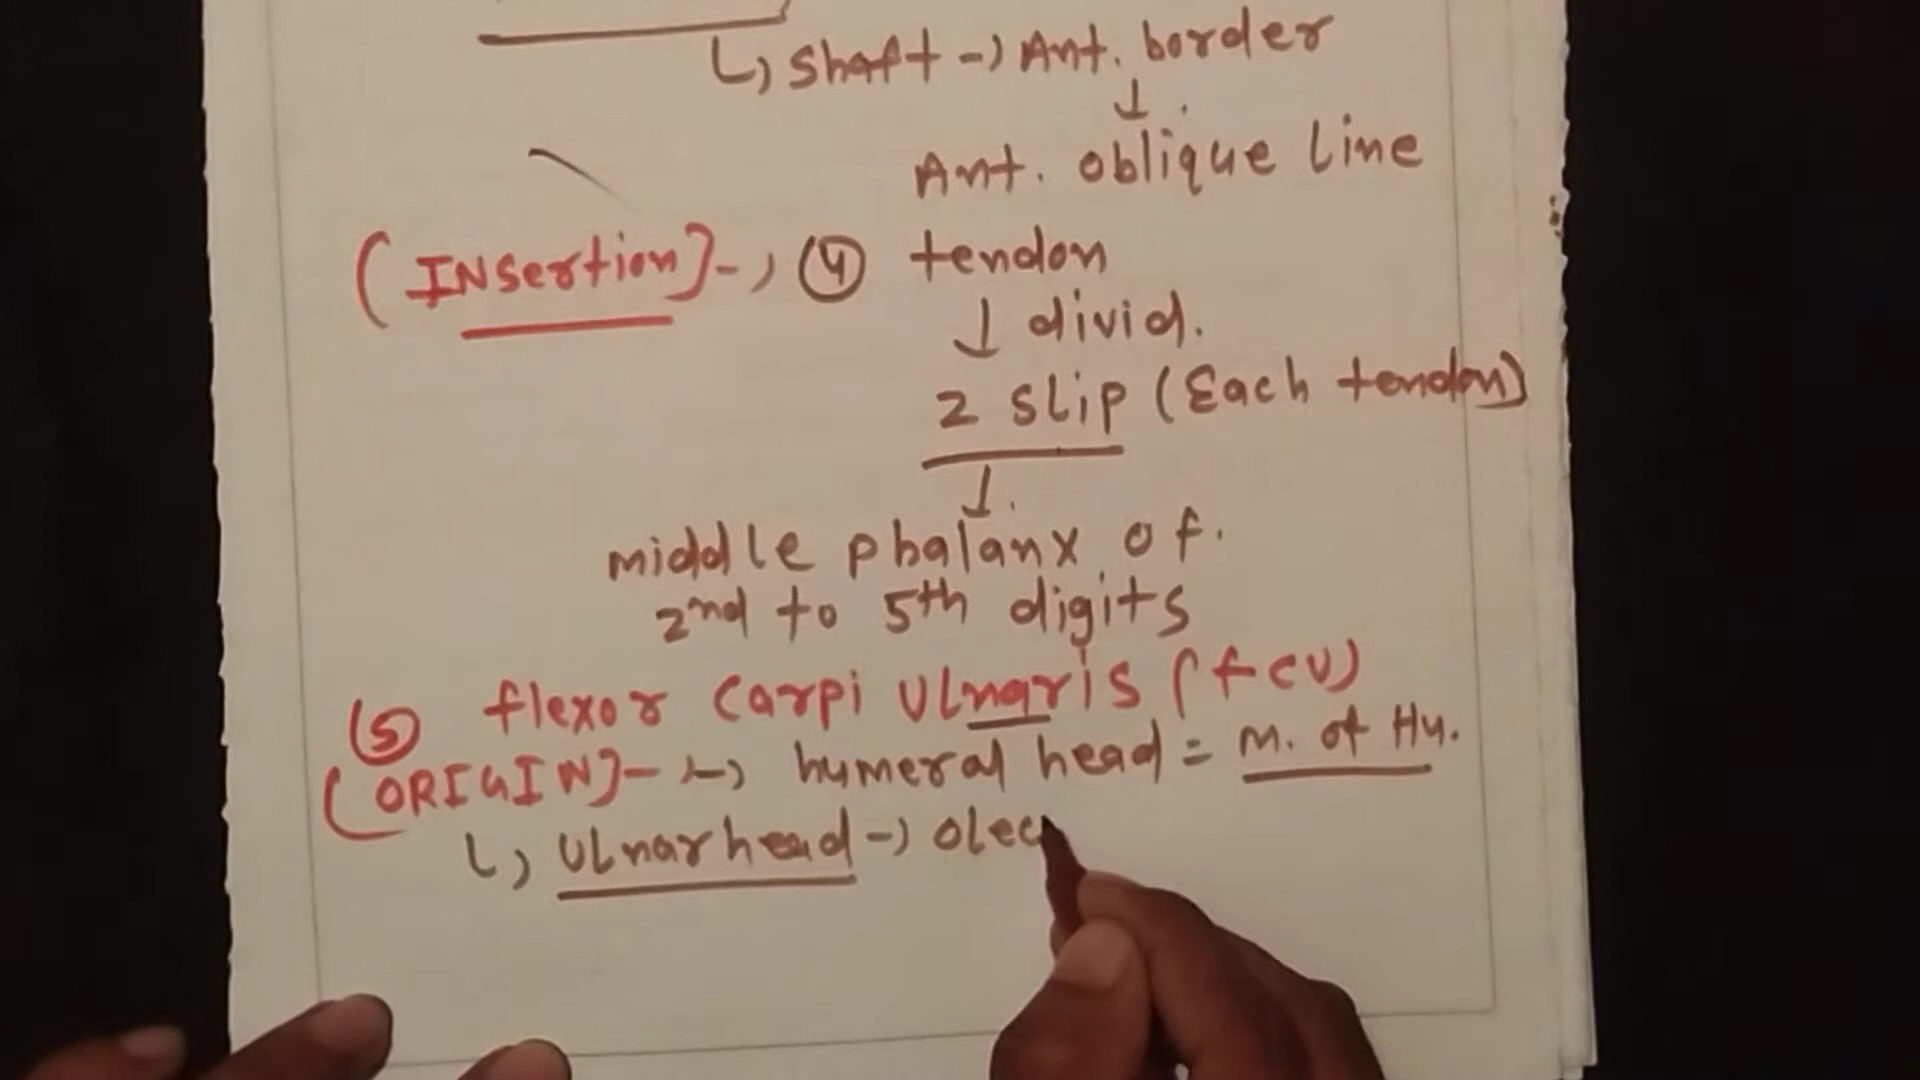 ↳ Shaft → Ant. border
↓
Ant. oblique Line
(INSertion] → ④ tendon
↓ divid.
2 slip (Each tendon)
↓
middle phalanx of.
2nd to 5th digits
⑤ flexor Carpi Ulnaris (fcu)
[ORIGIN] → humeral head = M. of Hu.
↳ Ulnar head → olec